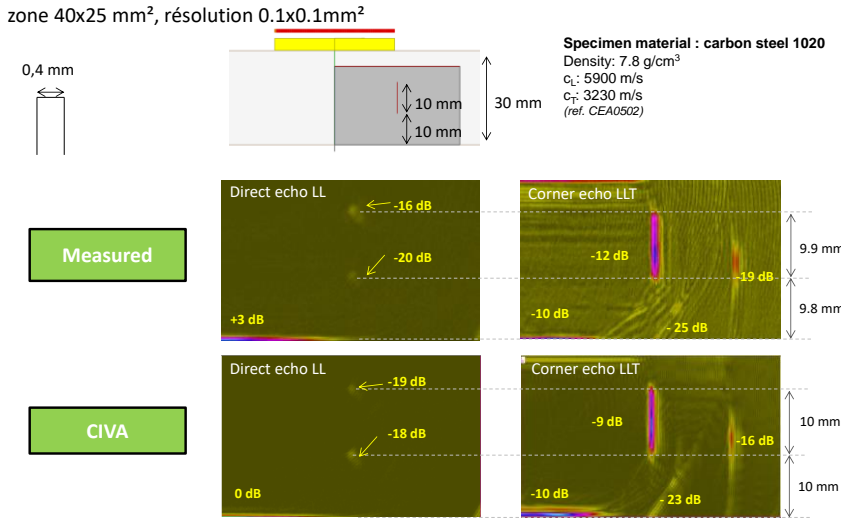 zone 40x25 mm², résolution 0.1x0.1mm²
0,4 mm
10 mm
10 mm
30 mm
Specimen material : carbon steel 1020
Density: 7.8 g/cm³
cL: 5900 m/s
cT: 3230 m/s
(ref. CEA0502)
Measured
Direct echo LL
-16 dB
-20 dB
+3 dB
Corner echo LLT
-12 dB
-19 dB
-10 dB
- 25 dB
9.9 mm
9.8 mm
CIVA
Direct echo LL
-19 dB
-18 dB
0 dB
Corner echo LLT
-9 dB
-16 dB
-10 dB
- 23 dB
10 mm
10 mm